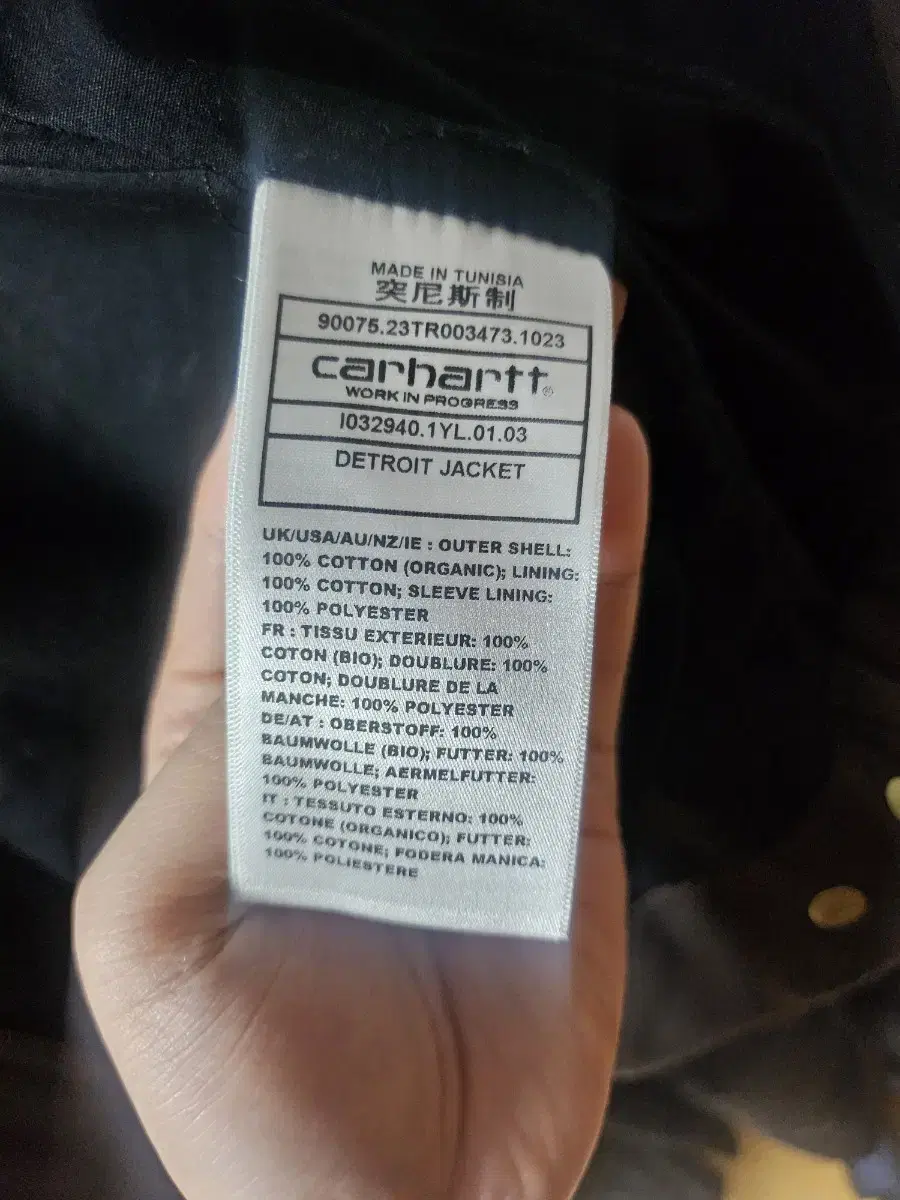 MADE IN TUNISIA
突尼斯制
90075.23TR003473.1023
carhartt®
WORK IN PROGRESS
I032940.1YL.01.03
DETROIT JACKET
UK/USA/AU/NZ/IE : OUTER SHELL:
100% COTTON (ORGANIC); LINING:
100% COTTON; SLEEVE LINING:
100% POLYESTER
FR : TISSU EXTERIEUR: 100%
COTON (BIO); DOUBLURE: 100%
COTON; DOUBLURE DE LA
MANCHE: 100% POLYESTER
DE/AT : OBERSTOFF: 100%
BAUMWOLLE (BIO); FUTTER: 100%
BAUMWOLLE; AERMELFUTTER:
100% POLYESTER
IT : TESSUTO ESTERNO: 100%
COTONE (ORGANICO); FUTTER:
100% COTONE; FODERA MANICA:
100% POLIESTERE